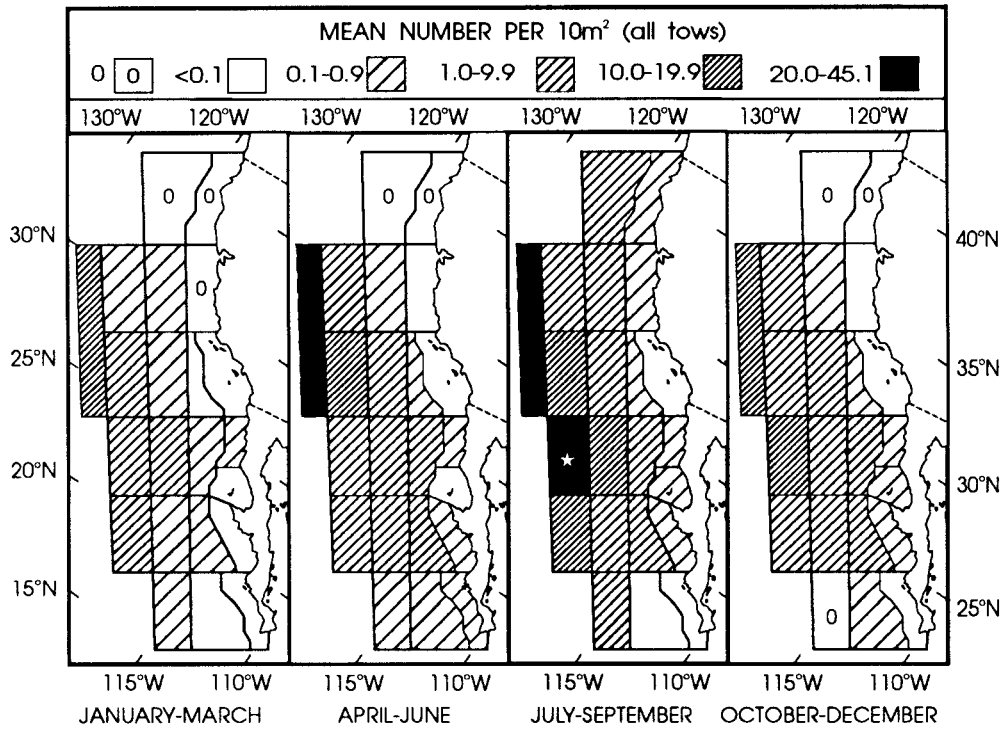 MEAN NUMBER PER 10m² (all tows)
0 0 <0.1 0.1-0.9 1.0-9.9 10.0-19.9 20.0-45.1
130°W 120°W 130°W 120°W 130°W 120°W 130°W 120°W
0 0 0 0 0 0
30°N 40°N
0
25°N 35°N
20°N 30°N
15°N 25°N
0
115°W 110°W 115°W 110°W 115°W 110°W 115°W 110°W
JANUARY-MARCH APRIL-JUNE JULY-SEPTEMBER OCTOBER-DECEMBER